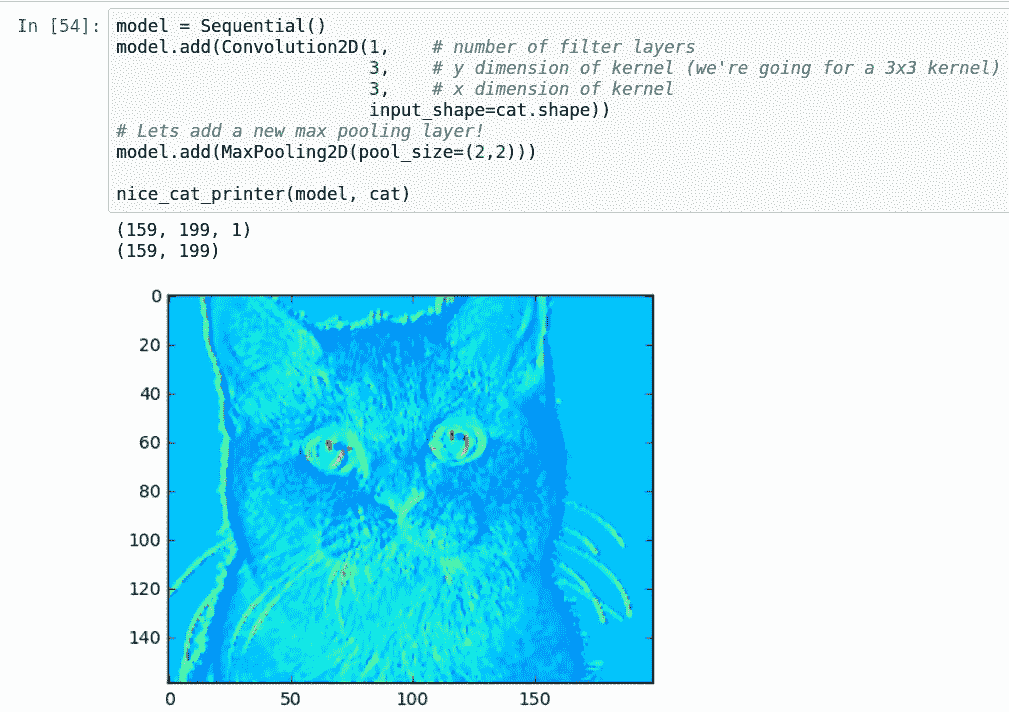 In [54]: model = Sequential()
model.add(Convolution2D(1, # number of filter layers
3, # y dimension of kernel (we're going for a 3x3 kernel)
3, # x dimension of kernel
input_shape=cat.shape))
# Lets add a new max pooling layer!
model.add(MaxPooling2D(pool_size=(2,2)))
nice_cat_printer(model, cat)
(159, 199, 1)
(159, 199)
0
20
40
60
80
100
120
140
0 50 100 150